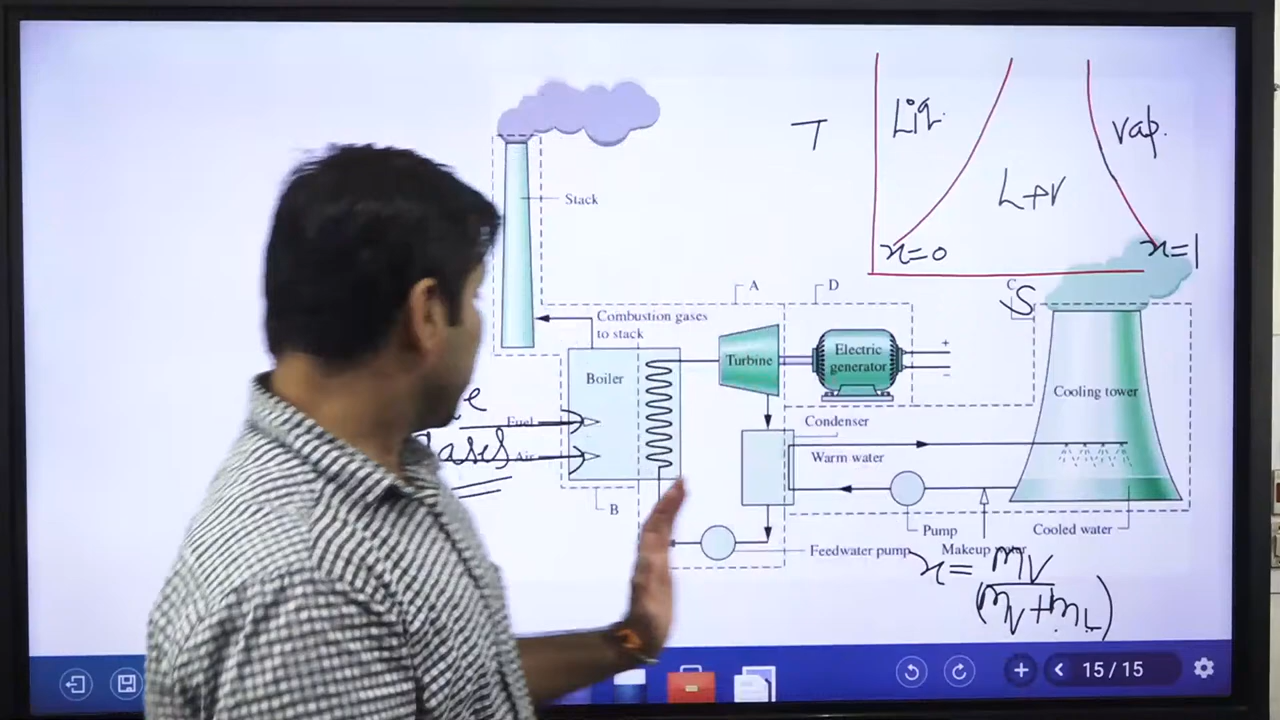 T
Liq.
Vap.
L+V
x=0
x=1
S
Stack
A
D
C
Combustion gases
to stack
Boiler
Turbine
Electric
generator
+
−
Cooling tower
Fuel
Air
ases
Condenser
Warm water
B
Pump
Cooled water
Feedwater pump
Makeup water
x = mV
(mV + mL)
15/15